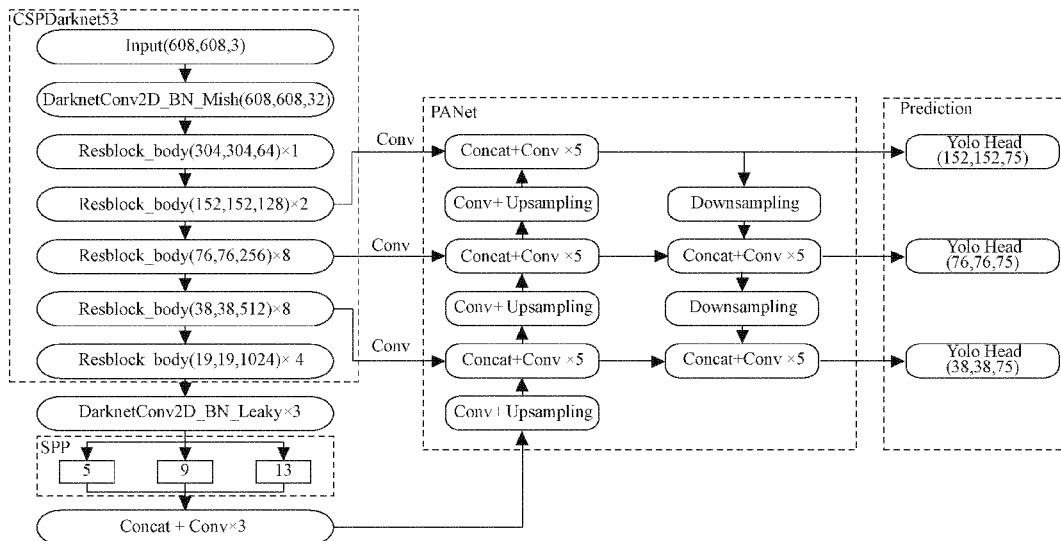 CSPDarknet53
Input(608,608,3)
DarknetConv2D_BN_Mish(608,608,32)
Resblock_body(304,304,64)×1
Resblock_body(152,152,128)×2
Resblock_body(76,76,256)×8
Resblock_body(38,38,512)×8
Resblock_body(19,19,1024)×4
DarknetConv2D_BN_Leaky×3
SPP
5
9
13
Concat + Conv×3
Conv
Conv
Conv
PANet
Concat+Conv ×5
Conv+Upsampling
Concat+Conv ×5
Conv+Upsampling
Concat+Conv ×5
Conv+Upsampling
Downsampling
Concat+Conv ×5
Downsampling
Concat+Conv ×5
Prediction
Yolo Head
(152,152,75)
Yolo Head
(76,76,75)
Yolo Head
(38,38,75)